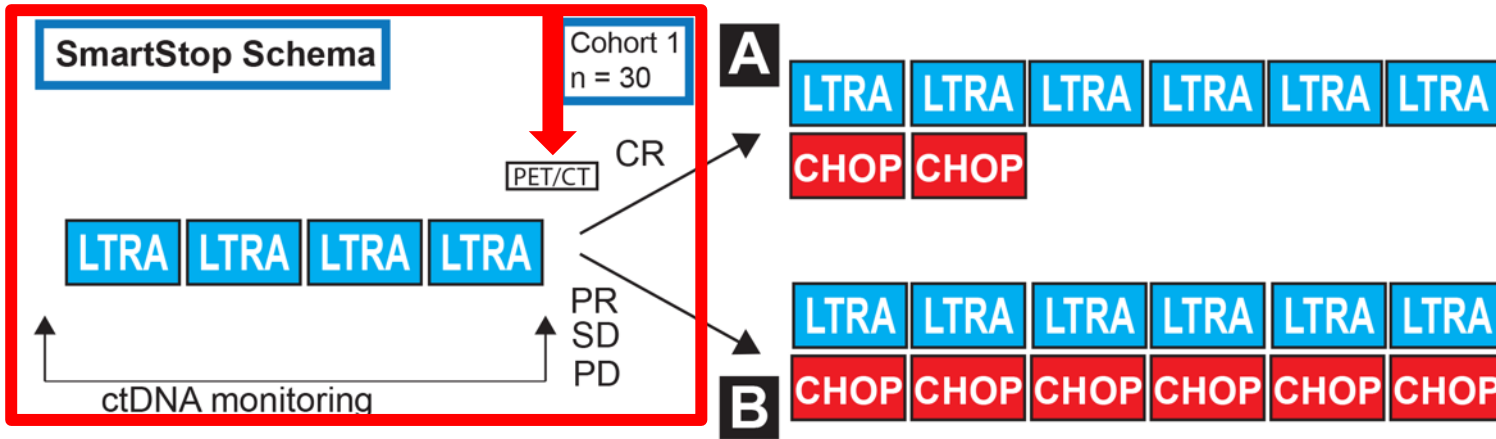 SmartStop Schema
Cohort 1
n = 30
PET/CT
CR
LTRA LTRA LTRA LTRA
PR
SD
PD
ctDNA monitoring
A
LTRA LTRA LTRA LTRA LTRA LTRA
CHOP CHOP
B
LTRA LTRA LTRA LTRA LTRA LTRA
CHOP CHOP CHOP CHOP CHOP CHOP